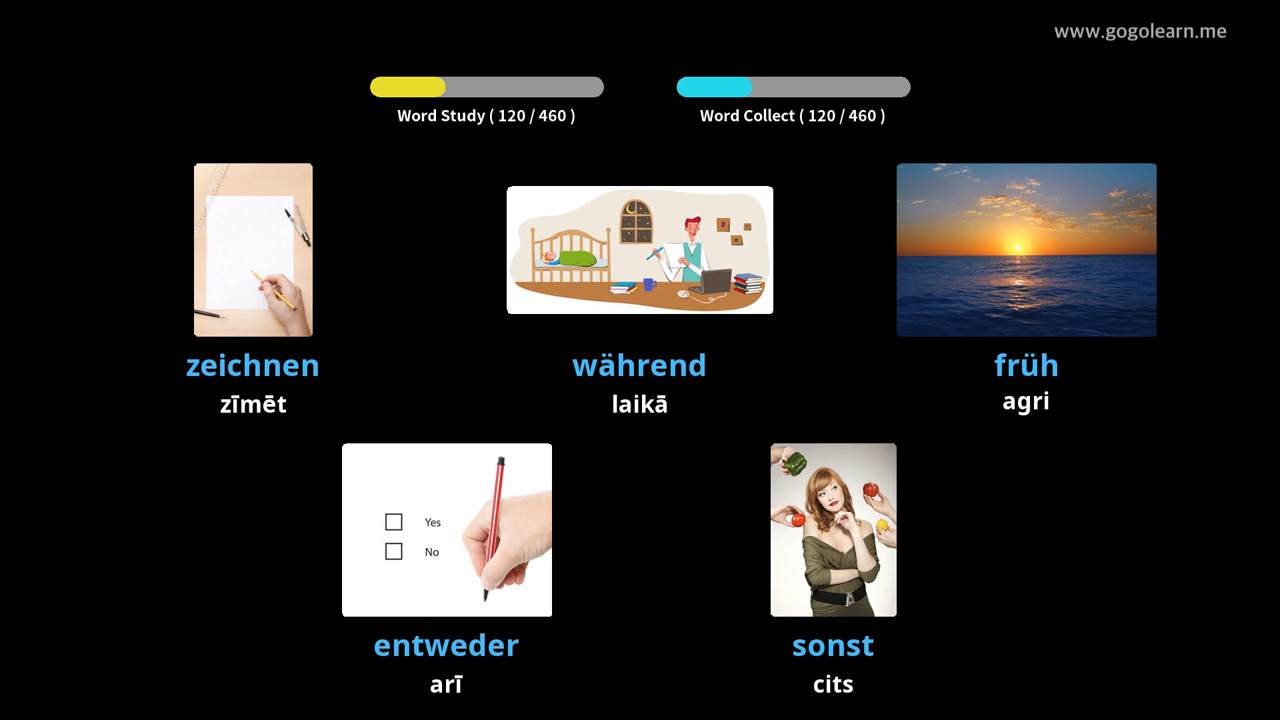 www.gogolearn.me
Word Study ( 120 / 460 )
Word Collect ( 120 / 460 )
zeichnen
zīmēt
während
laikā
früh
agri
Yes
No
entweder
arī
sonst
cits